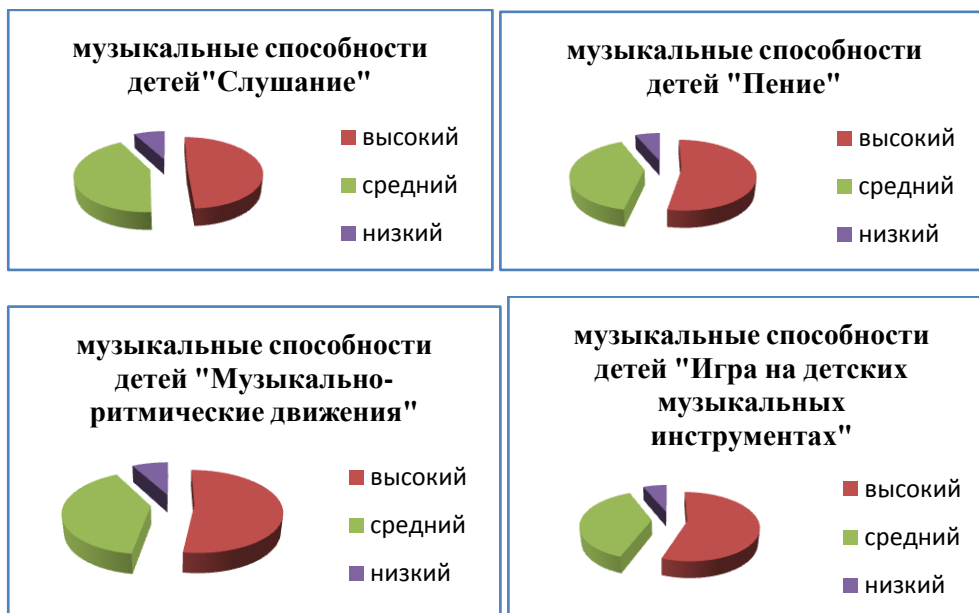 музыкальные способности
детей"Слушание"
высокий
средний
низкий
музыкальные способности
детей "Пение"
высокий
средний
низкий
музыкальные способности
детей "Музыкально-
ритмические движения"
высокий
средний
низкий
музыкальные способности
детей "Игра на детских
музыкальных
инструментах"
высокий
средний
низкий